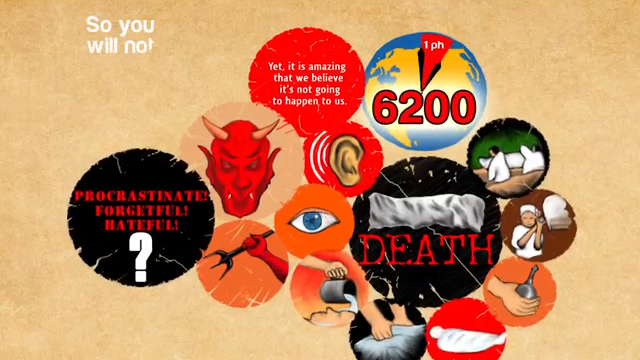 So you
will not
Yet, it is amazing
that we believe
it's not going
to happen to us.
1 ph
6200
PROCRASTINATE!
FORGETFUL!
HATEFUL!
?
DEATH